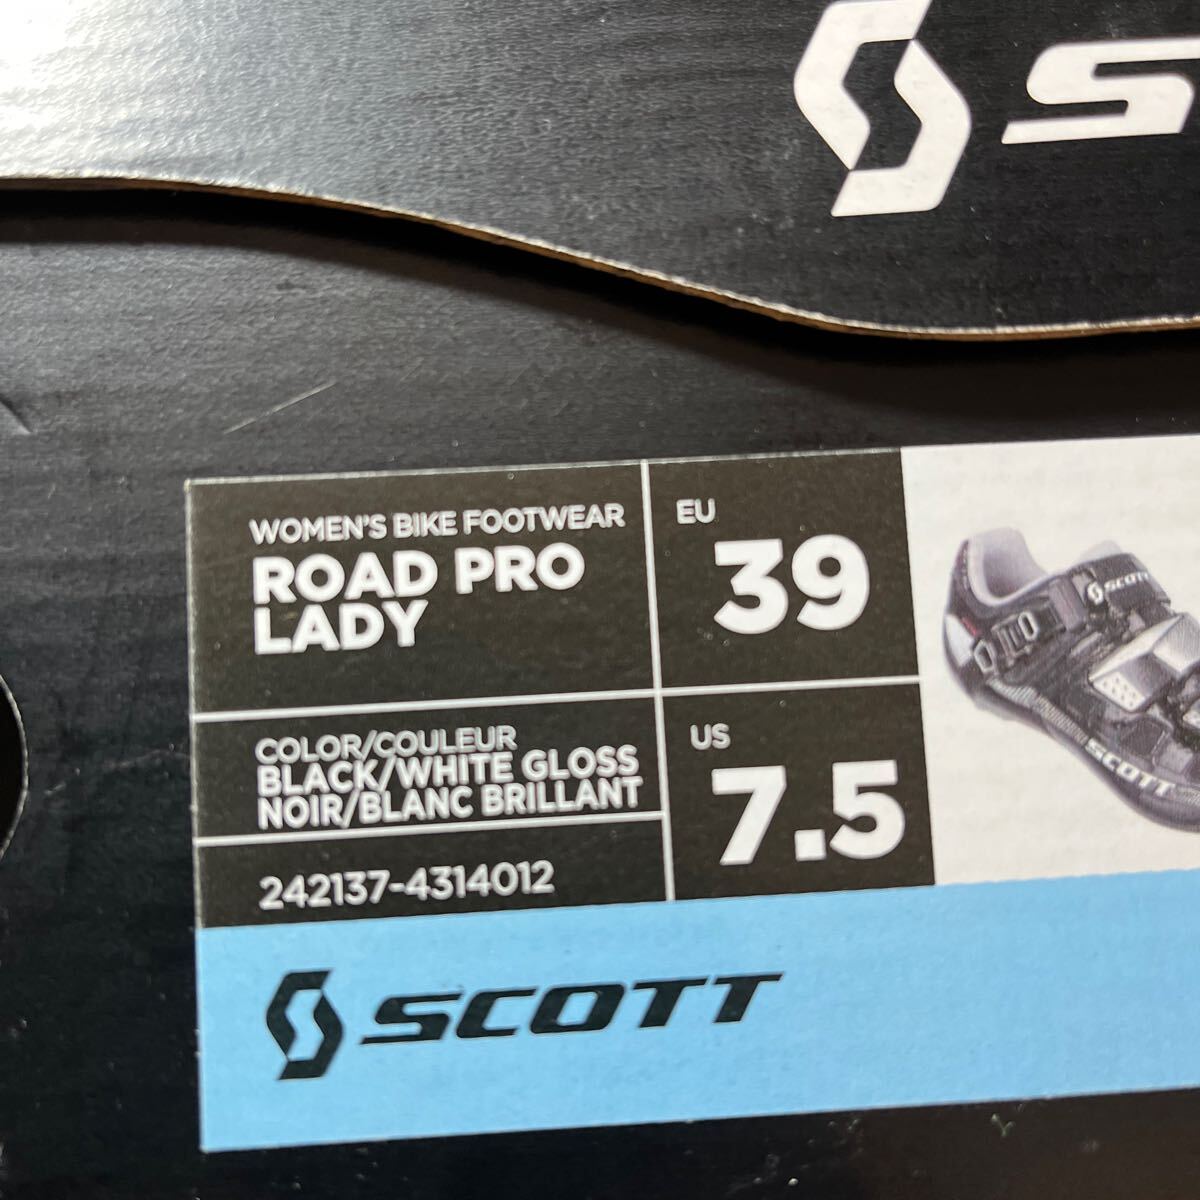 S
WOMEN'S BIKE FOOTWEAR
ROAD PRO
LADY
EU
39
COLOR/COULEUR
BLACK/WHITE GLOSS
NOIR/BLANC BRILLANT
US
7.5
242137-4314012
SCOTT
SCOTT
SCOTT